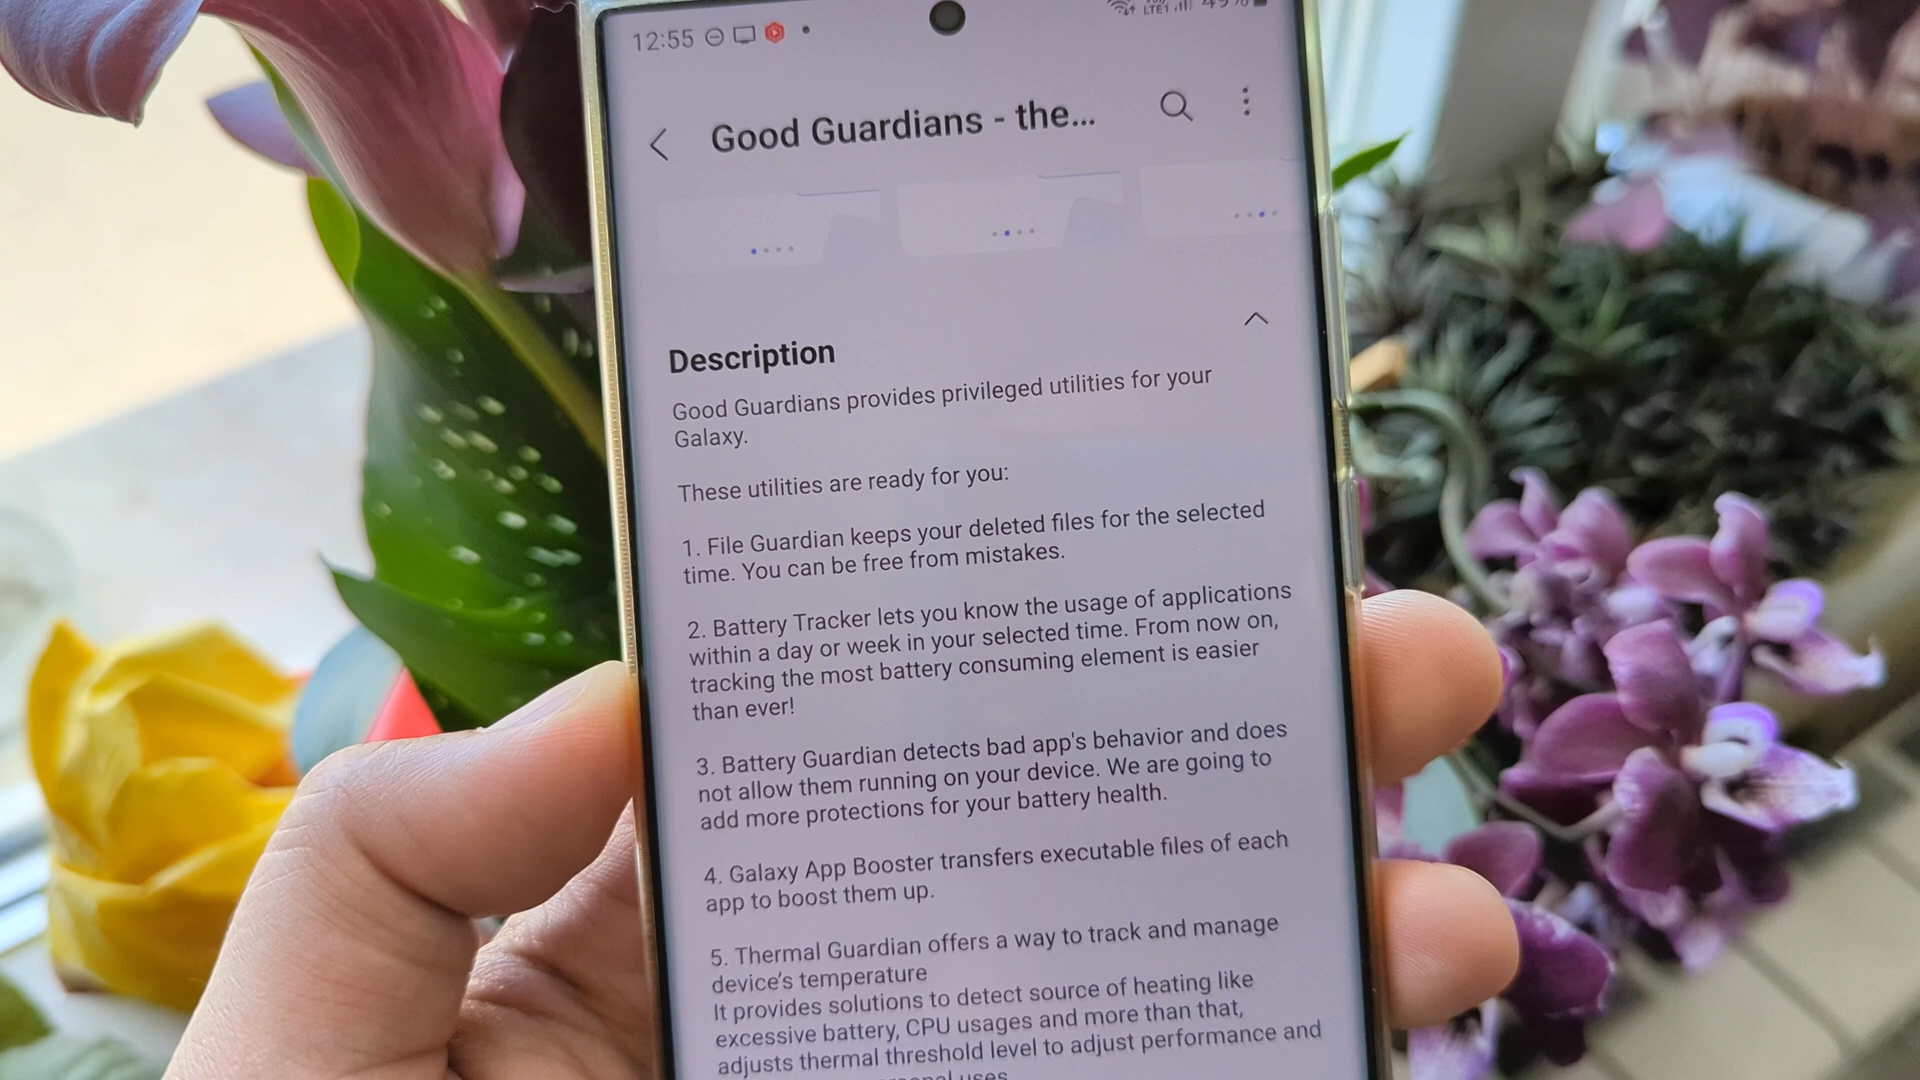 12:55 LTE1 49%
Good Guardians - the...
Description
Good Guardians provides privileged utilities for your
Galaxy.
These utilities are ready for you:
1. File Guardian keeps your deleted files for the selected
time. You can be free from mistakes.
2. Battery Tracker lets you know the usage of applications
within a day or week in your selected time. From now on,
tracking the most battery consuming element is easier
than ever!
3. Battery Guardian detects bad app's behavior and does
not allow them running on your device. We are going to
add more protections for your battery health.
4. Galaxy App Booster transfers executable files of each
app to boost them up.
5. Thermal Guardian offers a way to track and manage
device's temperature
It provides solutions to detect source of heating like
excessive battery, CPU usages and more than that,
adjusts thermal threshold level to adjust performance and
uses